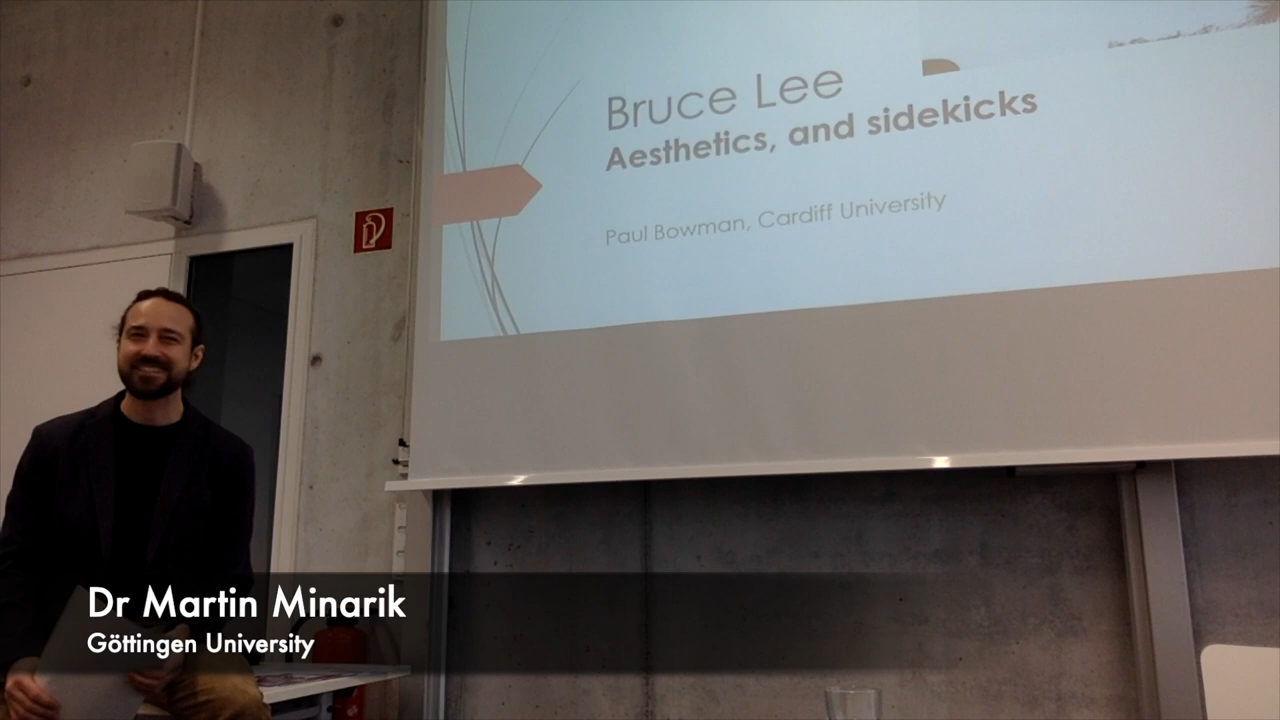 Bruce Lee
Aesthetics, and sidekicks
Paul Bowman, Cardiff University
Dr Martin Minarik
Göttingen University